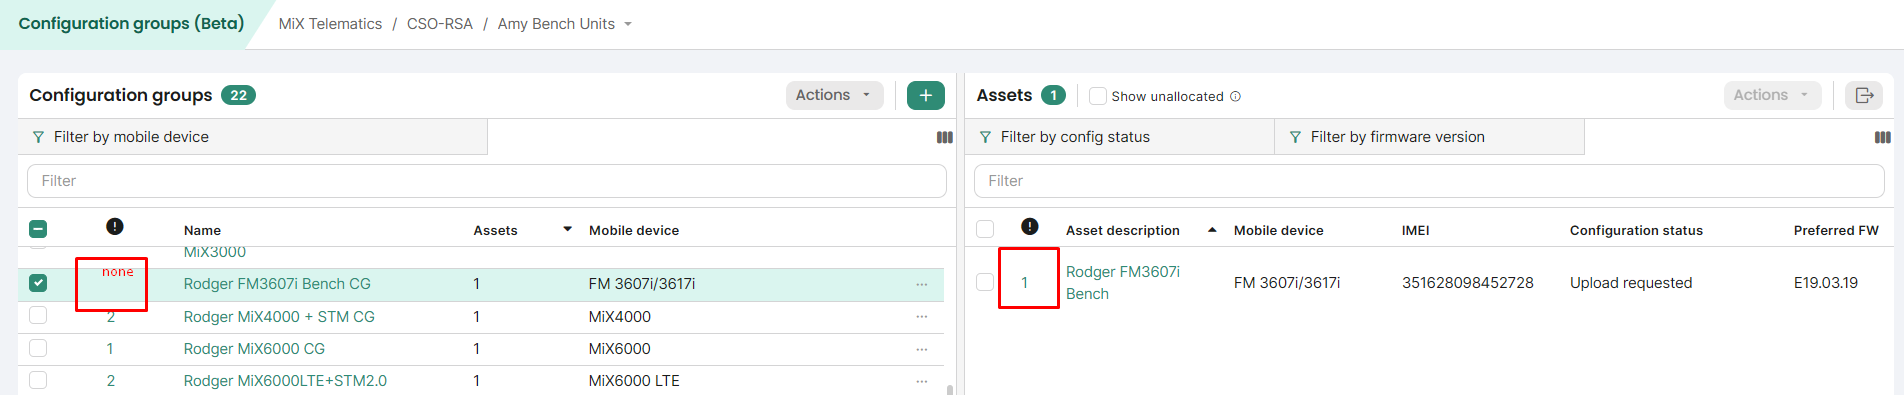 Configuration groups (Beta) MiX Telematics / CSO-RSA / Amy Bench Units
Configuration groups 22 Actions +
Filter by mobile device
Filter
! Name Assets Mobile device
MiX3000
none
Rodger FM3607i Bench CG 1 FM 3607i/3617i ...
2 Rodger MiX4000 + STM CG 1 MiX4000 ...
1 Rodger MiX6000 CG 1 MiX6000 ...
2 Rodger MiX6000LTE+STM2.0 1 MiX6000 LTE ...
Assets 1 Show unallocated Actions
Filter by config status Filter by firmware version
Filter
! Asset description Mobile device IMEI Configuration status Preferred FW
1 Rodger FM3607i Bench FM 3607i/3617i 351628098452728 Upload requested E19.03.19